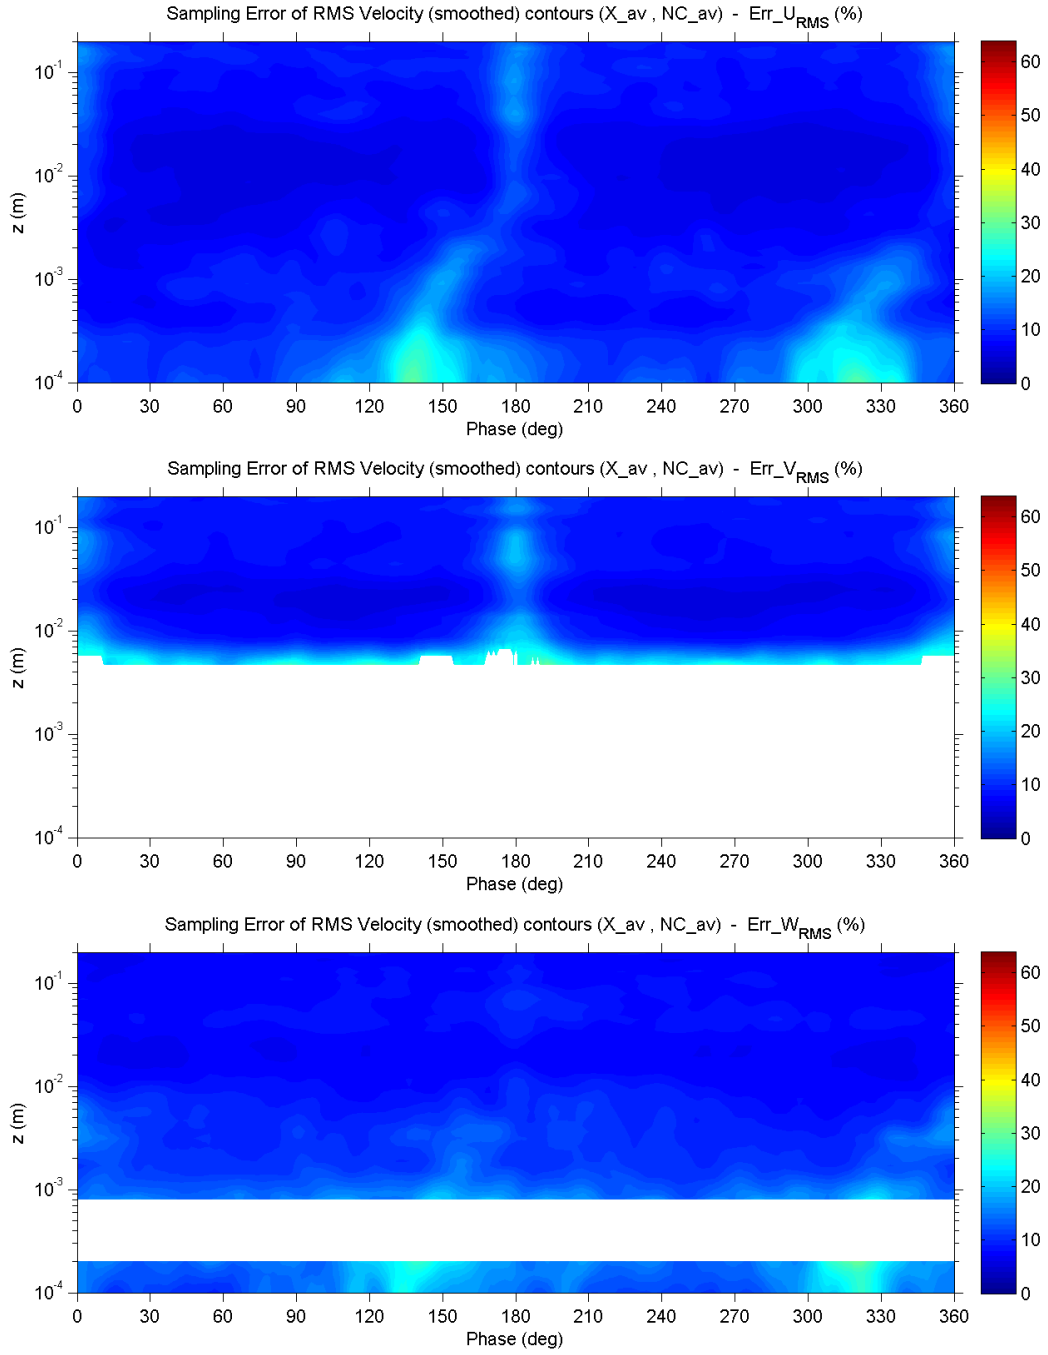 Sampling Error of RMS Velocity (smoothed) contours (X_av , NC_av) - Err_U_RMS (%)
z (m)
10^-1
10^-2
10^-3
10^-4
0 30 60 90 120 150 180 210 240 270 300 330 360
Phase (deg)
60
50
40
30
20
10
0
Sampling Error of RMS Velocity (smoothed) contours (X_av , NC_av) - Err_V_RMS (%)
z (m)
10^-1
10^-2
10^-3
10^-4
0 30 60 90 120 150 180 210 240 270 300 330 360
Phase (deg)
60
50
40
30
20
10
0
Sampling Error of RMS Velocity (smoothed) contours (X_av , NC_av) - Err_W_RMS (%)
z (m)
10^-1
10^-2
10^-3
10^-4
0 30 60 90 120 150 180 210 240 270 300 330 360
Phase (deg)
60
50
40
30
20
10
0